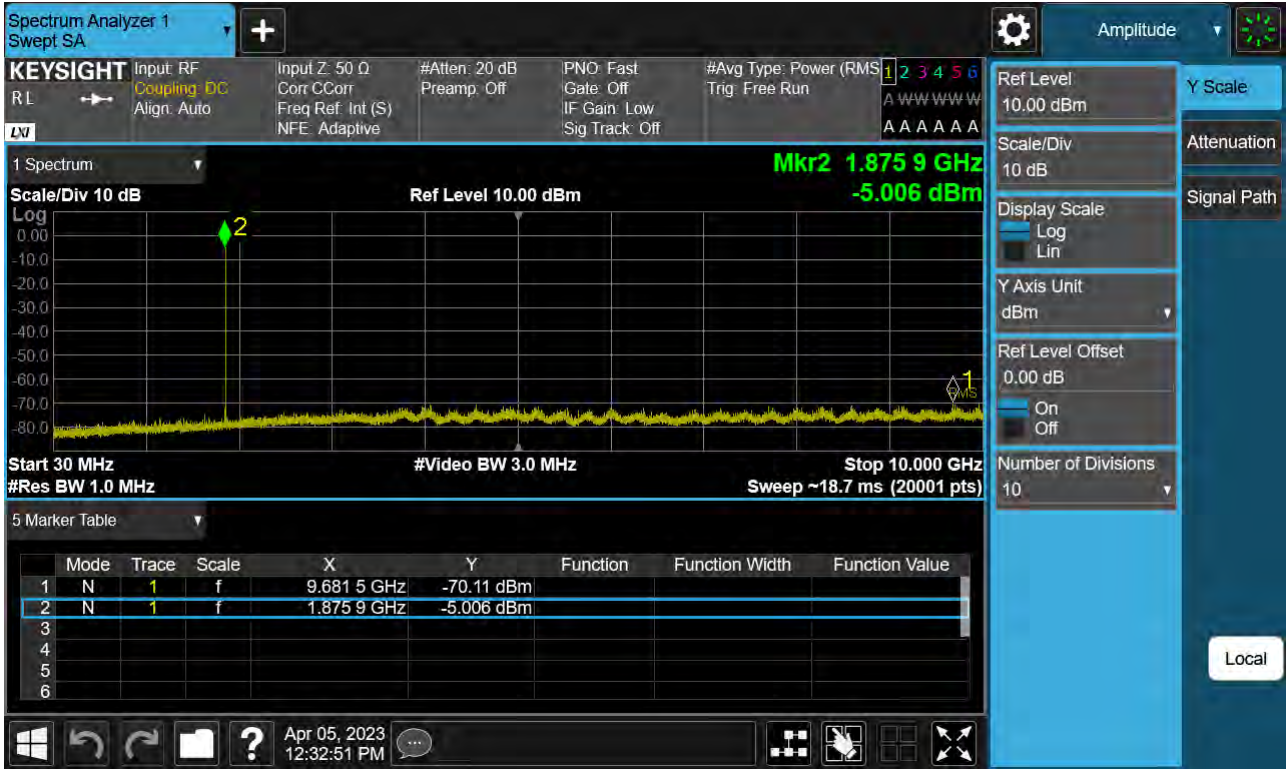 Spectrum Analyzer 1
Swept SA
Amplitude
KEYSIGHT
Input: RF
Input Z: 50 Ω
#Atten: 20 dB
PNO: Fast
#Avg Type: Power (RMS
1 2 3 4 5 6
RL
Coupling: DC
Corr CCorr
Preamp: Off
Gate: Off
Trig: Free Run
A W W W W W
Align: Auto
Freq Ref: Int (S)
IF Gain: Low
LXI
NFE: Adaptive
Sig Track: Off
A A A A A A
1 Spectrum
Mkr2 1.875 9 GHz
Scale/Div 10 dB
Ref Level 10.00 dBm
-5.006 dBm
Log
2
0.00
-10.0
-20.0
-30.0
-40.0
-50.0
-60.0
1
RMS
-70.0
-80.0
Start 30 MHz
#Video BW 3.0 MHz
Stop 10.000 GHz
#Res BW 1.0 MHz
Sweep ~18.7 ms (20001 pts)
5 Marker Table
Mode Trace Scale X Y Function Function Width Function Value
1 N 1 f 9.681 5 GHz -70.11 dBm
2 N 1 f 1.875 9 GHz -5.006 dBm
3
4
5
6
Apr 05, 2023
12:32:51 PM
Ref Level
10.00 dBm
Scale/Div
10 dB
Display Scale
Log
Lin
Y Axis Unit
dBm
Ref Level Offset
0.00 dB
On
Off
Number of Divisions
10
Y Scale
Attenuation
Signal Path
Local